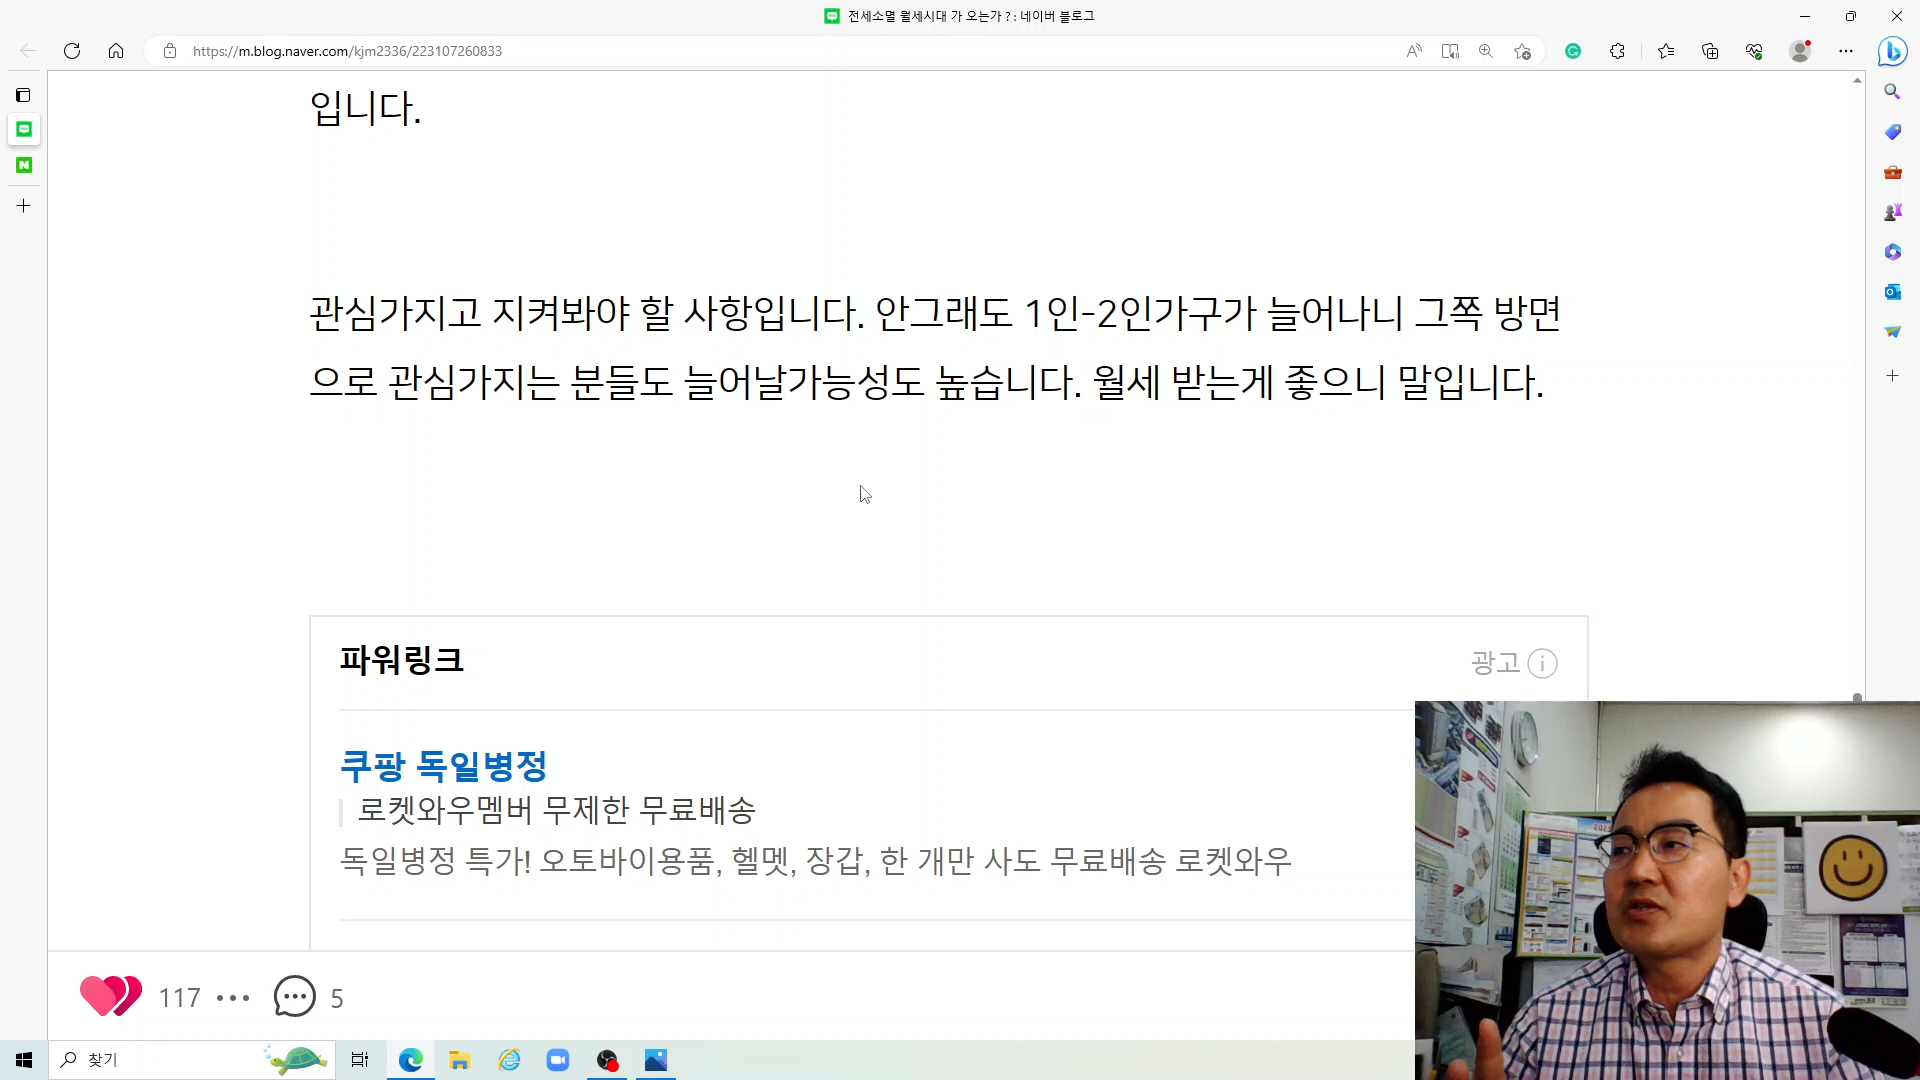 전세소멸 월세시대 가 오는가 ? : 네이버 블로그
https://m.blog.naver.com/kjm2336/223107260833
입니다.
관심가지고 지켜봐야 할 사항입니다. 안그래도 1인-2인가구가 늘어나니 그쪽 방면
으로 관심가지는 분들도 늘어날가능성도 높습니다. 월세 받는게 좋으니 말입니다.
파워링크
광고
쿠팡 독일병정
로켓와우멤버 무제한 무료배송
독일병정 특가! 오토바이용품, 헬멧, 장갑, 한 개만 사도 무료배송 로켓와우
117
5
찾기